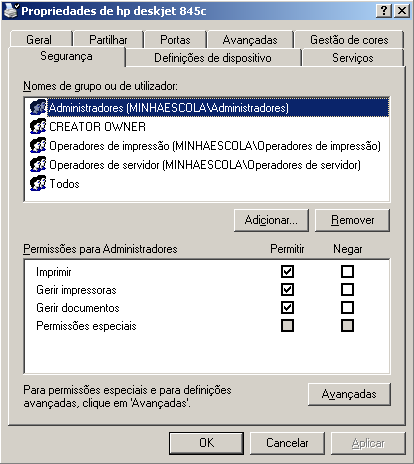 Propriedades de hp deskjet 845c
Geral
Partilhar
Portas
Avançadas
Gestão de cores
Segurança
Definições de dispositivo
Serviços
Nomes de grupo ou de utilizador:
Administradores (MINHAESCOLA\Administradores)
CREATOR OWNER
Operadores de impressão (MINHAESCOLA\Operadores de impressão)
Operadores de servidor (MINHAESCOLA\Operadores de servidor)
Todos
Adicionar...
Remover
Permissões para Administradores
Permitir
Negar
Imprimir
Gerir impressoras
Gerir documentos
Permissões especiais
Para permissões especiais e para definições
avançadas, clique em 'Avançadas'.
Avançadas
OK
Cancelar
Aplicar